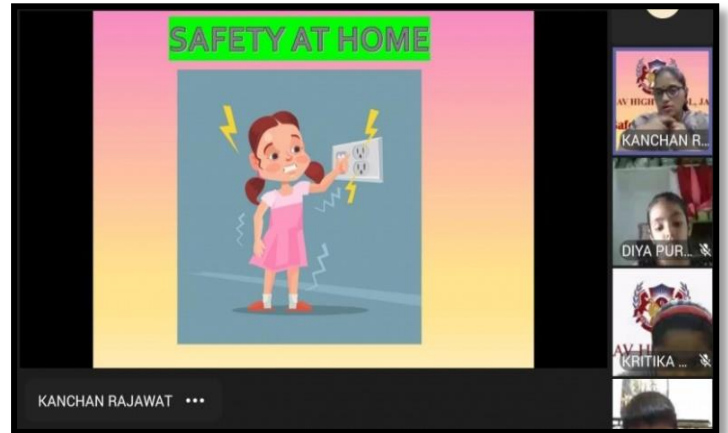 SAFETY AT HOME
KANCHAN R...
DIYA PUR...
KRITIKA ...
KANCHAN RAJAWAT •••